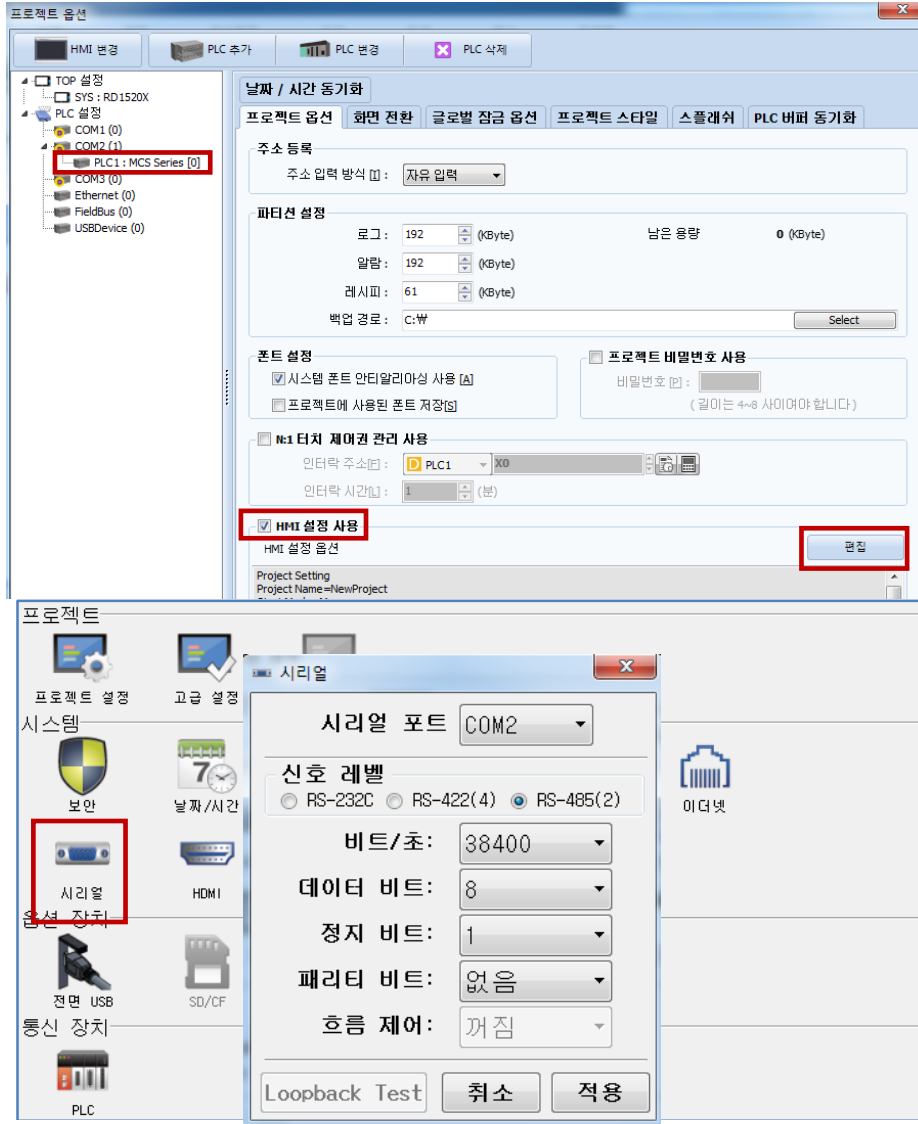 프로젝트 옵션
HMI 변경
PLC 추가
PLC 변경
PLC 삭제
TOP 설정
SYS : RD1520X
PLC 설정
COM1 (0)
COM2 (1)
PLC1 : MCS Series [0]
COM3 (0)
Ethernet (0)
FieldBus (0)
USBDevice (0)
날짜 / 시간 동기화
프로젝트 옵션 화면 전환 글로벌 잠금 옵션 프로젝트 스타일 스플래쉬 PLC 버퍼 동기화
주소 등록
주소 입력 방식 [I] : 자유 입력
파티션 설정
로그 : 192 (KByte) 남은 용량 0 (KByte)
알람 : 192 (KByte)
레시피 : 61 (KByte)
백업 경로 : C:₩ Select
폰트 설정
시스템 폰트 안티알리아싱 사용 [A]
프로젝트에 사용된 폰트 저장[S]
프로젝트 비밀번호 사용
비밀번호 [P] :
( 길이는 4~8 사이여야 합니다 )
N:1 터치 제어권 관리 사용
인터락 주소[F] : D PLC1 X0
인터락 시간[L] : 1 (분)
HMI 설정 사용
HMI 설정 옵션 편집
Project Setting
Project Name=NewProject
프로젝트
프로젝트 설정
고급 설정
시스템
보안
7
날짜/시간
이더넷
시리얼
HDMI
옵션 장치
전면 USB
SD/CF
통신 장치
PLC
시리얼
시리얼 포트 COM2
신호 레벨
RS-232C RS-422(4) RS-485(2)
비트/초: 38400
데이터 비트: 8
정지 비트: 1
패리티 비트: 없음
흐름 제어: 꺼짐
Loopback Test 취소 적용